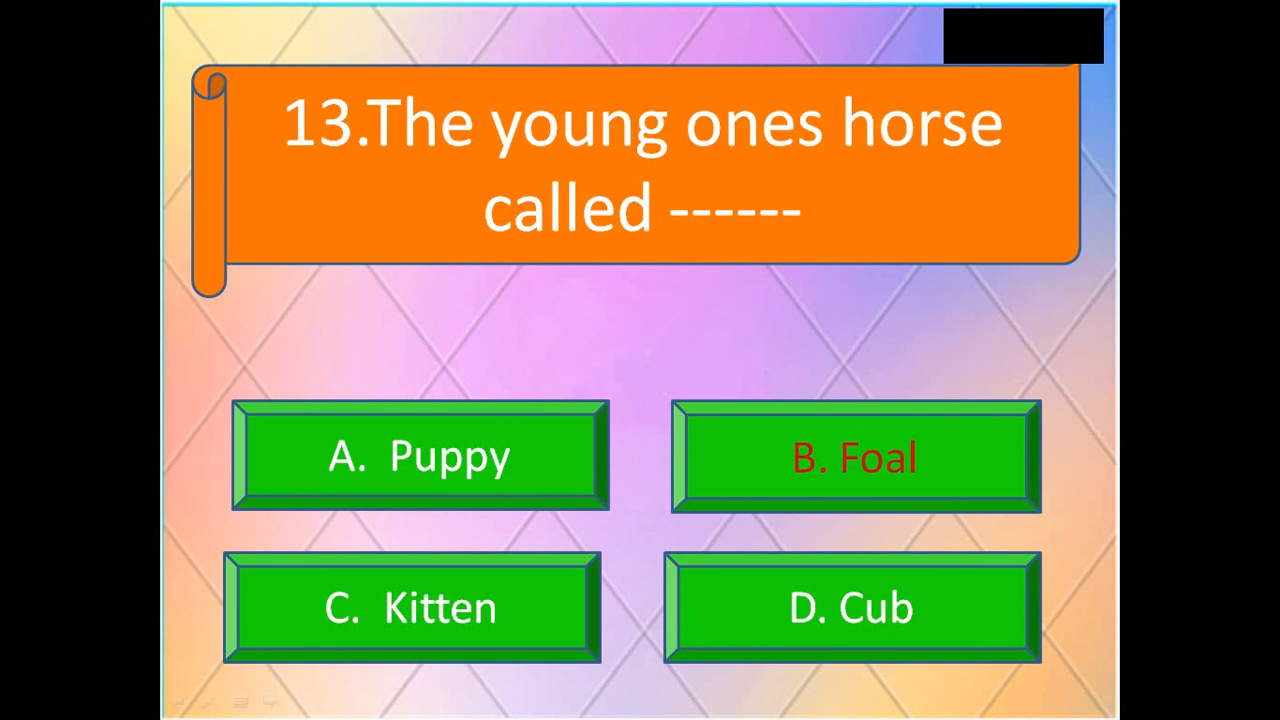 13.The young ones horse
called ------
A. Puppy
B. Foal
C. Kitten
D. Cub